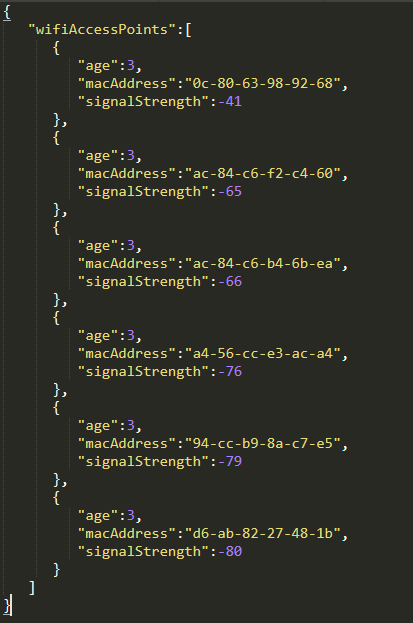 {
"wifiAccessPoints":[
{
"age":3,
"macAddress":"0c-80-63-98-92-68",
"signalStrength":-41
},
{
"age":3,
"macAddress":"ac-84-c6-f2-c4-60",
"signalStrength":-65
},
{
"age":3,
"macAddress":"ac-84-c6-b4-6b-ea",
"signalStrength":-66
},
{
"age":3,
"macAddress":"a4-56-cc-e3-ac-a4",
"signalStrength":-76
},
{
"age":3,
"macAddress":"94-cc-b9-8a-c7-e5",
"signalStrength":-79
},
{
"age":3,
"macAddress":"d6-ab-82-27-48-1b",
"signalStrength":-80
}
]
}